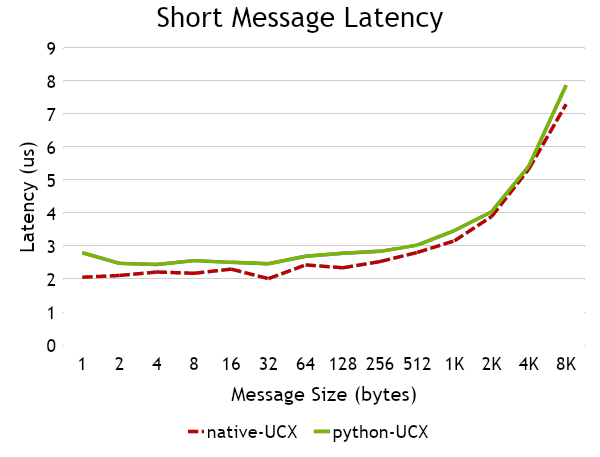 Short Message Latency
9
8
7
6
5
4
3
2
1
0
Latency (us)
1 2 4 8 16 32 64 128 256 512 1K 2K 4K 8K
Message Size (bytes)
native-UCX python-UCX